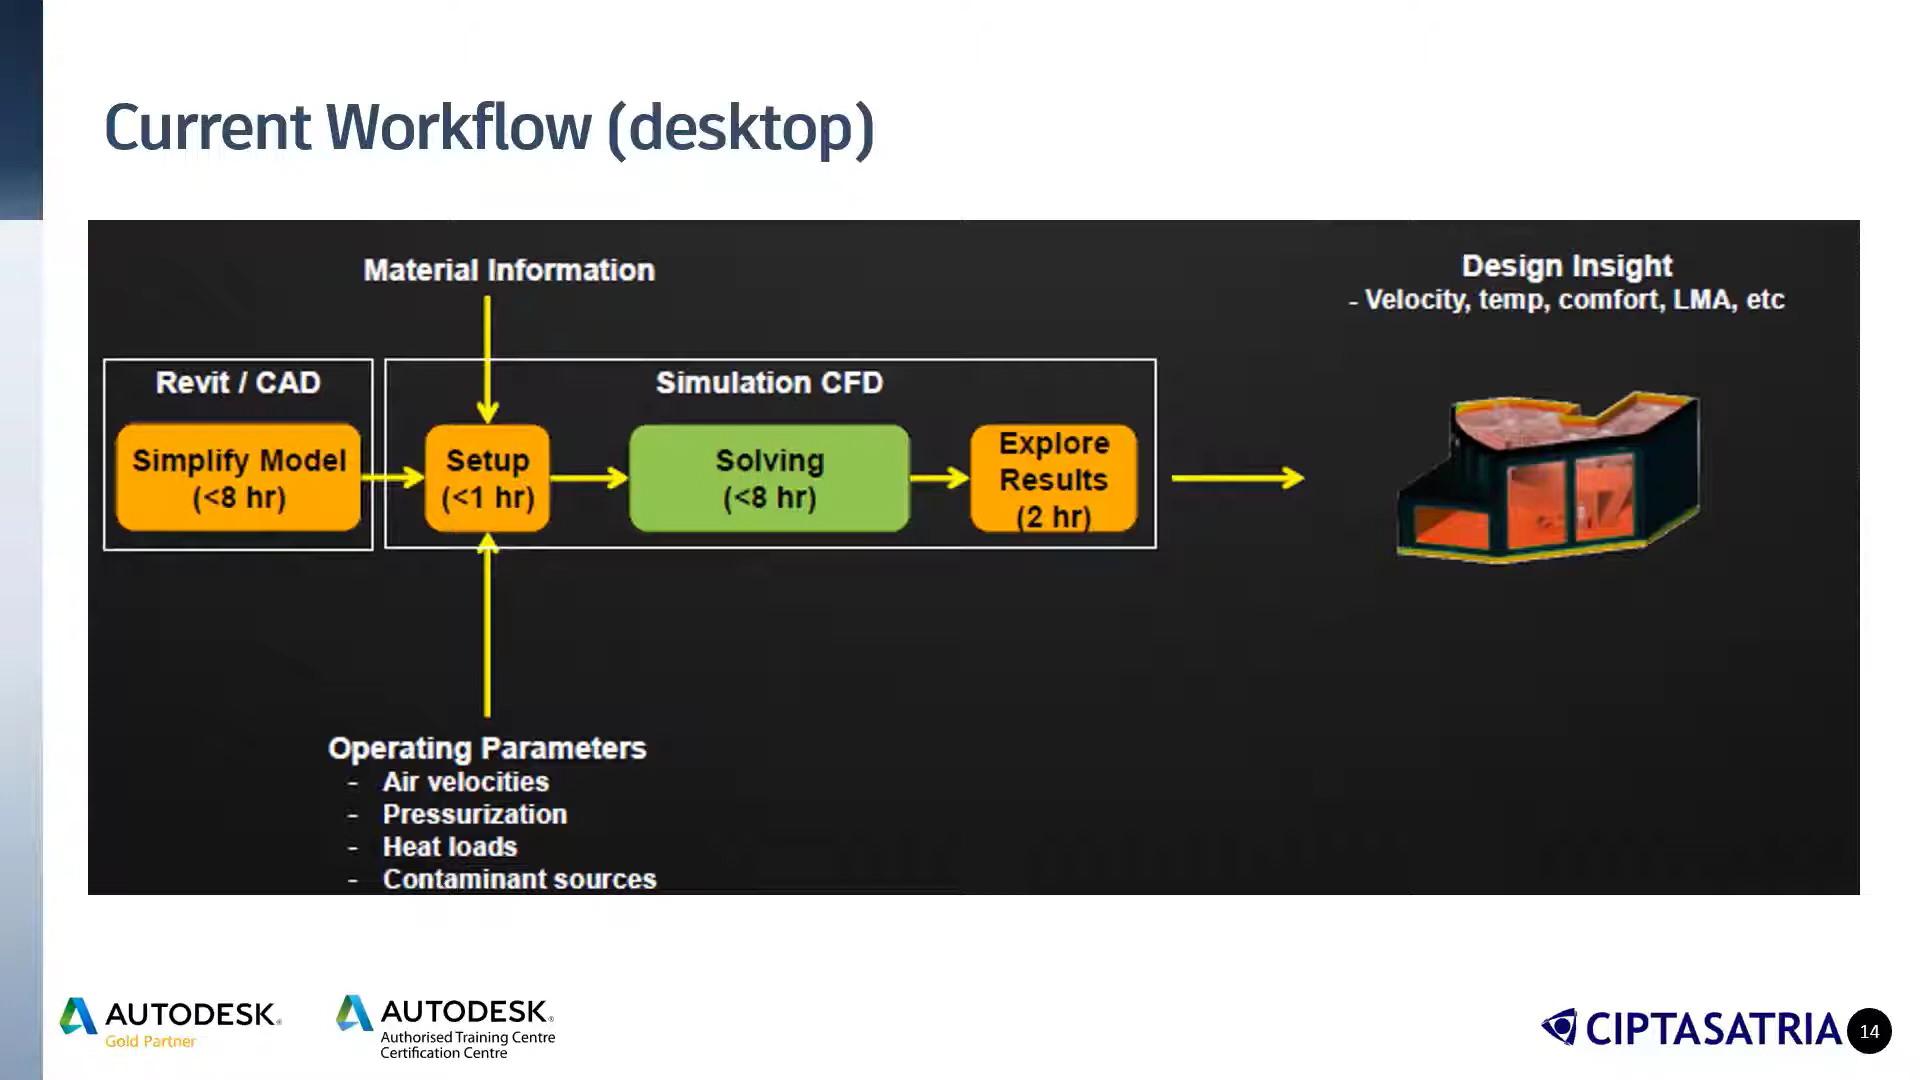 Current Workflow (desktop)
Material Information
Design Insight
- Velocity, temp, comfort, LMA, etc
Revit / CAD
Simulation CFD
Simplify Model
(<8 hr)
Setup
(<1 hr)
Solving
(<8 hr)
Explore
Results
(2 hr)
Operating Parameters
- Air velocities
- Pressurization
- Heat loads
- Contaminant sources
AUTODESK®
Gold Partner
AUTODESK®
Authorised Training Centre
Certification Centre
CIPTASATRIA
14